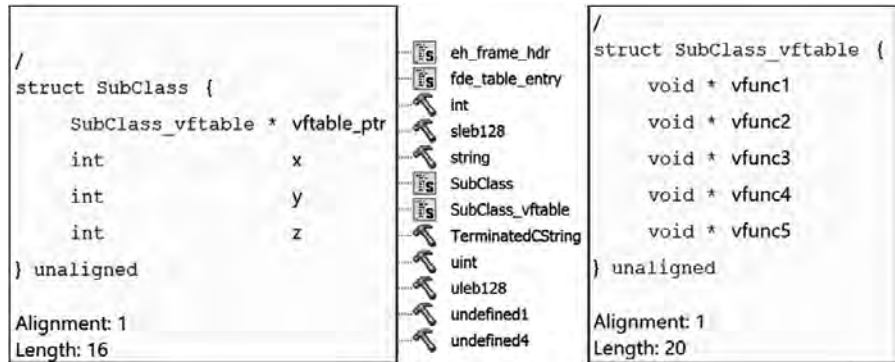 /
struct SubClass {
SubClass_vftable * vftable_ptr
int x
int y
int z
} unaligned
Alignment: 1
Length: 16
eh_frame_hdr
fde_table_entry
int
sleb128
string
SubClass
SubClass_vftable
TerminatedCString
uint
uleb128
undefined1
undefined4
/
struct SubClass_vftable {
void * vfunc1
void * vfunc2
void * vfunc3
void * vfunc4
void * vfunc5
} unaligned
Alignment: 1
Length: 20